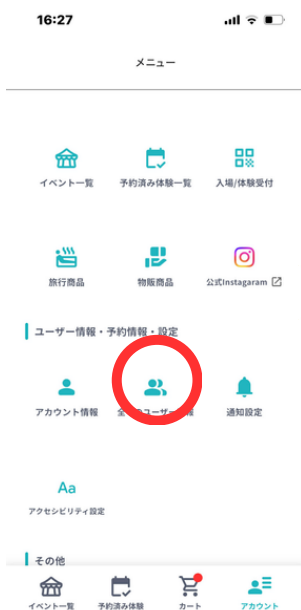 16:27
メニュー
イベント一覧
予約済み体験一覧
入場/体験受付
旅行商品
物販商品
公式Instagaram
ユーザー情報・予約情報・設定
アカウント情報
ユーザー
通知設定
Aa
アクセシビリティ設定
その他
イベント一覧
予約済み体験
カート
アカウント